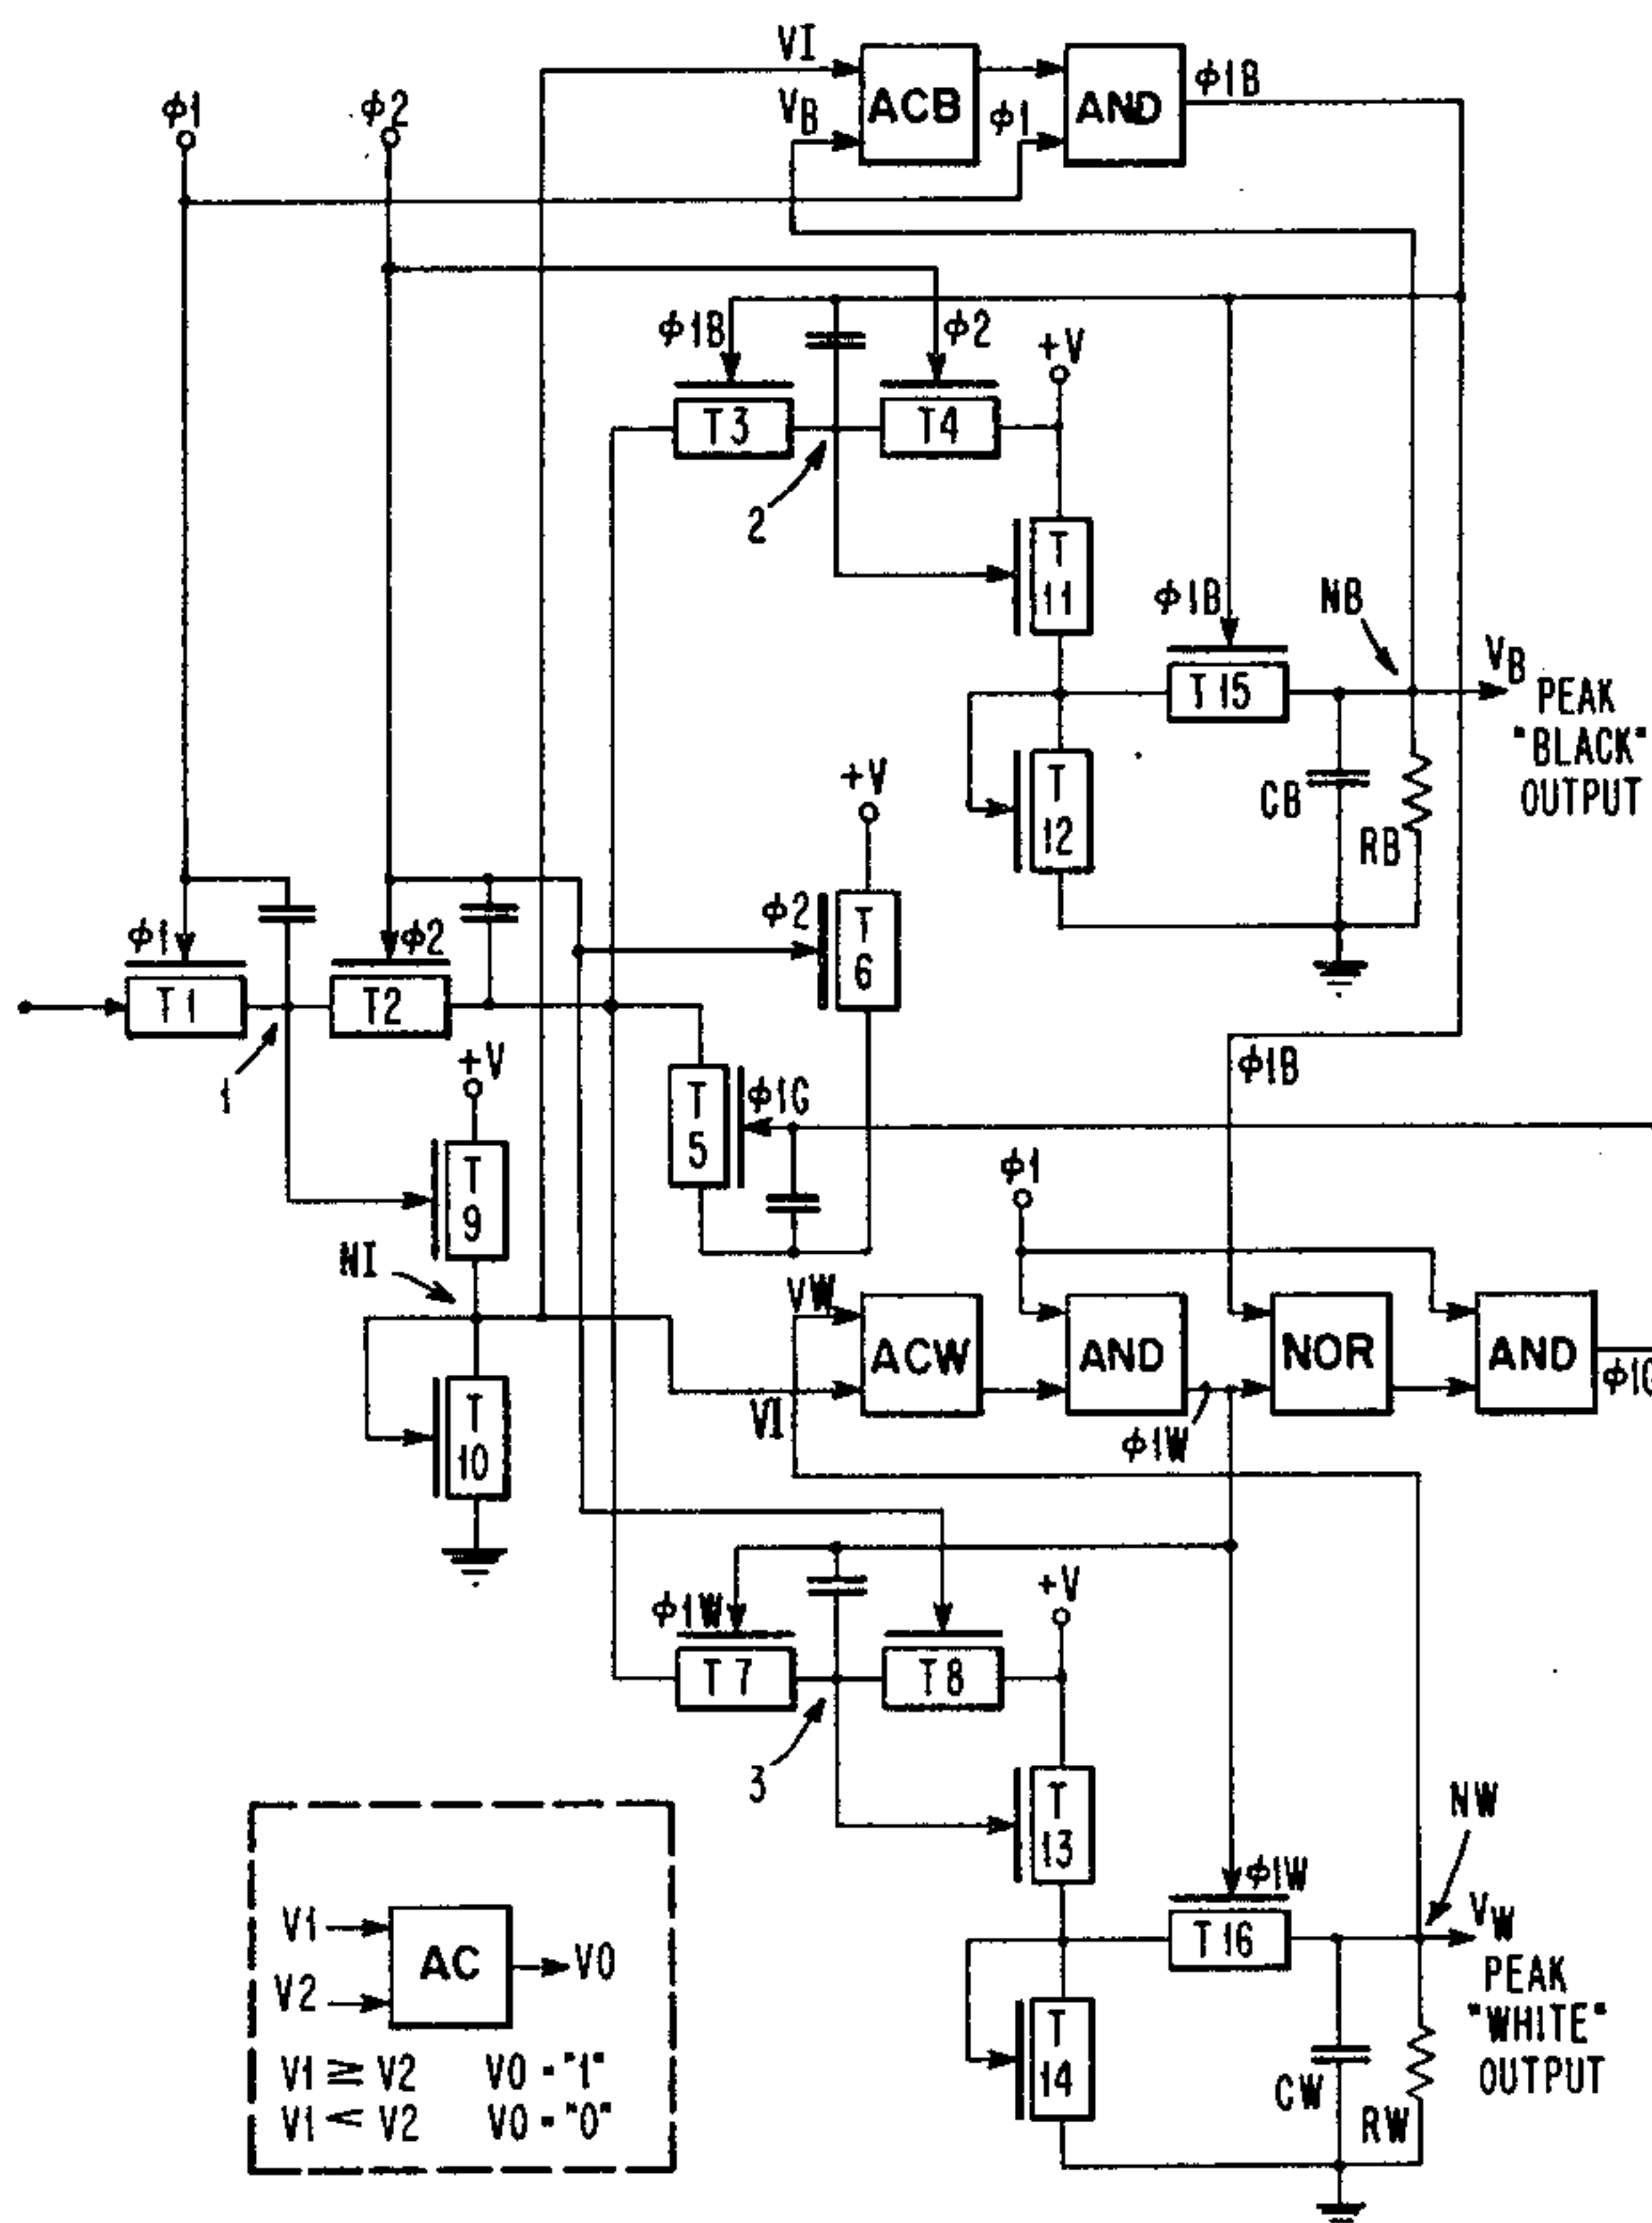 VI
φ1
φ2
VB
ACB
φ1
AND
φ1B
φ1B
φ2
+V
T3
T4
2
T
11
φ1B
NB
T15
VB
PEAK
"BLACK"
OUTPUT
+V
T
12
CB
RB
φ2
T
6
φ1
T1
φ2
T2
1
+V
φ1B
T
5
φ1G
φ1
T
9
NI
VW
ACW
AND
NOR
AND
VI
φ1W
T
10
φ1W
+V
T7
T8
3
T
13
NW
φ1W
T16
VW
PEAK
"WHITE"
OUTPUT
V1
AC
V0
V2
T
14
CW
RW
V1 ≥ V2 V0 = "1"
V1 < V2 V0 = "0"